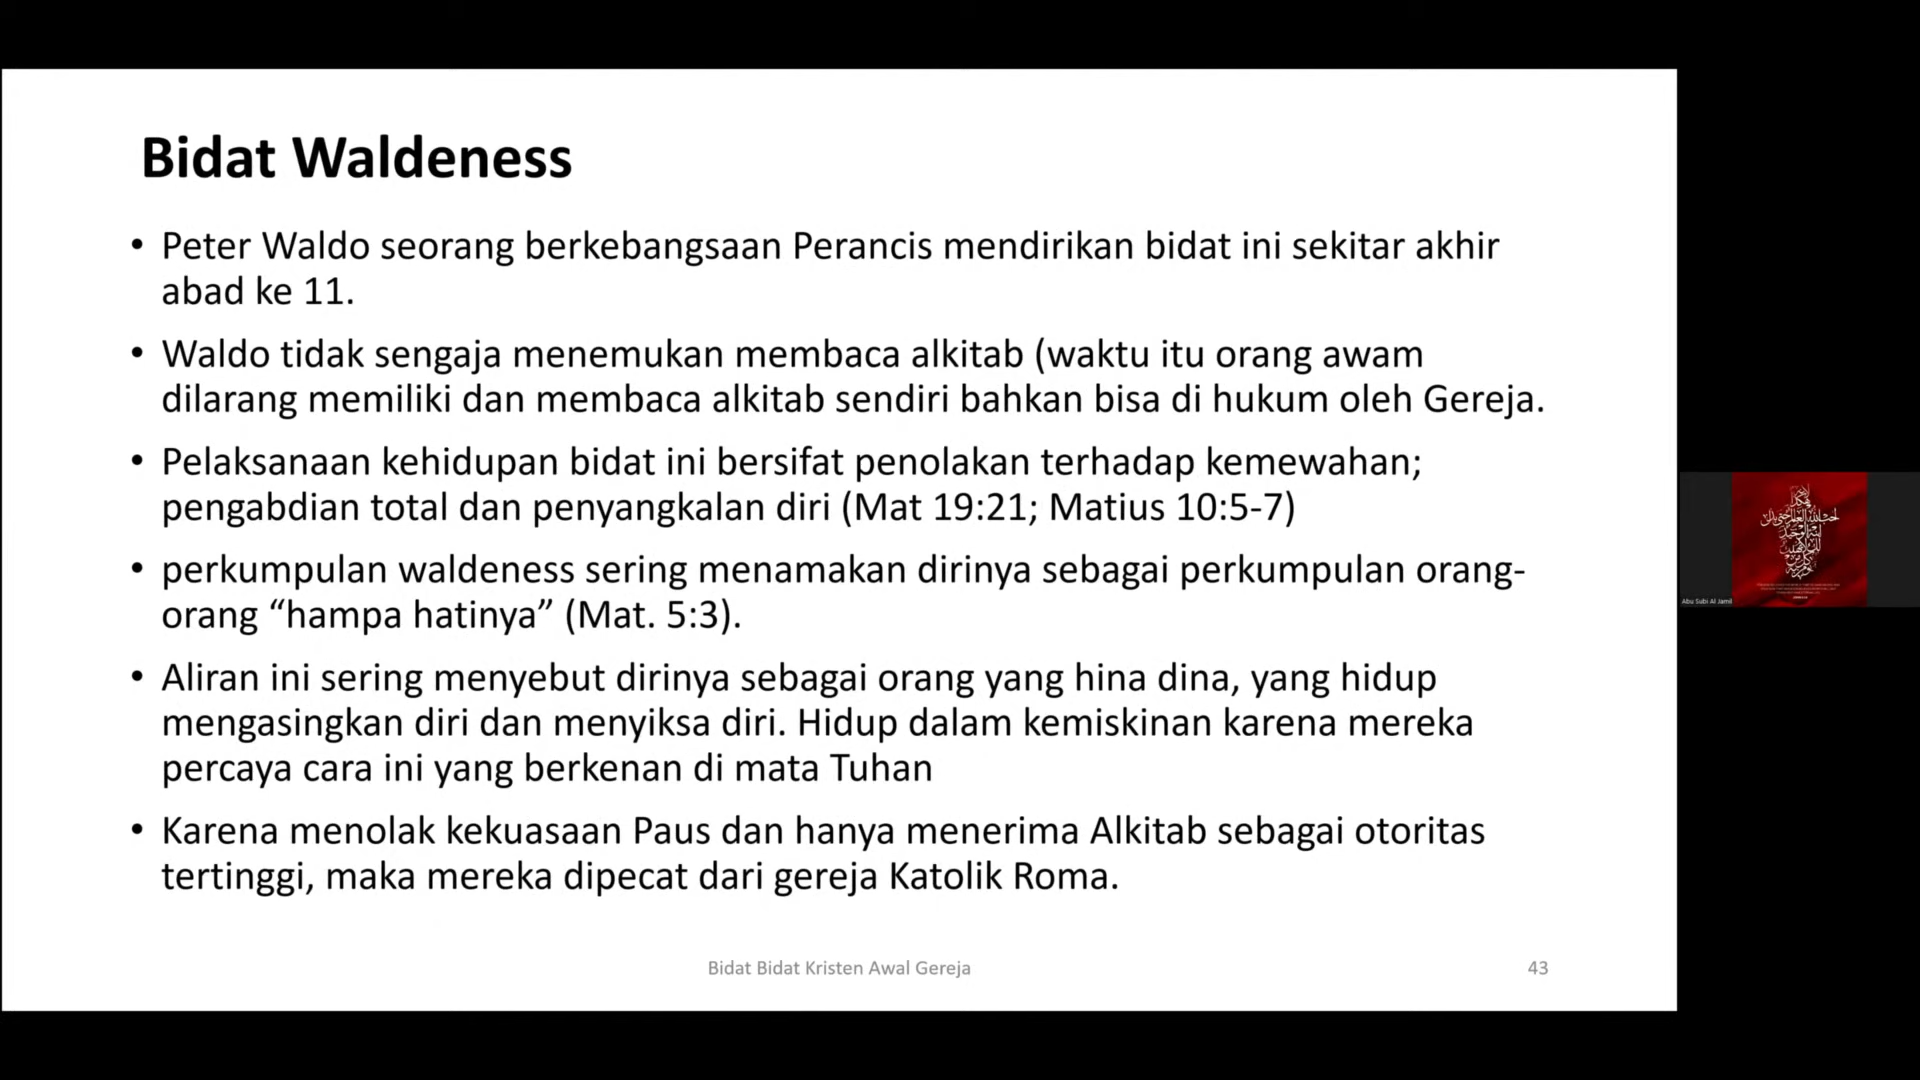 Bidat Waldeness
• Peter Waldo seorang berkebangsaan Perancis mendirikan bidat ini sekitar akhir
abad ke 11.
• Waldo tidak sengaja menemukan membaca alkitab (waktu itu orang awam
dilarang memiliki dan membaca alkitab sendiri bahkan bisa di hukum oleh Gereja.
• Pelaksanaan kehidupan bidat ini bersifat penolakan terhadap kemewahan;
pengabdian total dan penyangkalan diri (Mat 19:21; Matius 10:5-7)
• perkumpulan waldeness sering menamakan dirinya sebagai perkumpulan orang-
orang “hampa hatinya” (Mat. 5:3).
• Aliran ini sering menyebut dirinya sebagai orang yang hina dina, yang hidup
mengasingkan diri dan menyiksa diri. Hidup dalam kemiskinan karena mereka
percaya cara ini yang berkenan di mata Tuhan
• Karena menolak kekuasaan Paus dan hanya menerima Alkitab sebagai otoritas
tertinggi, maka mereka dipecat dari gereja Katolik Roma.
Bidat Bidat Kristen Awal Gereja
43
Abu Subi Al Jamil